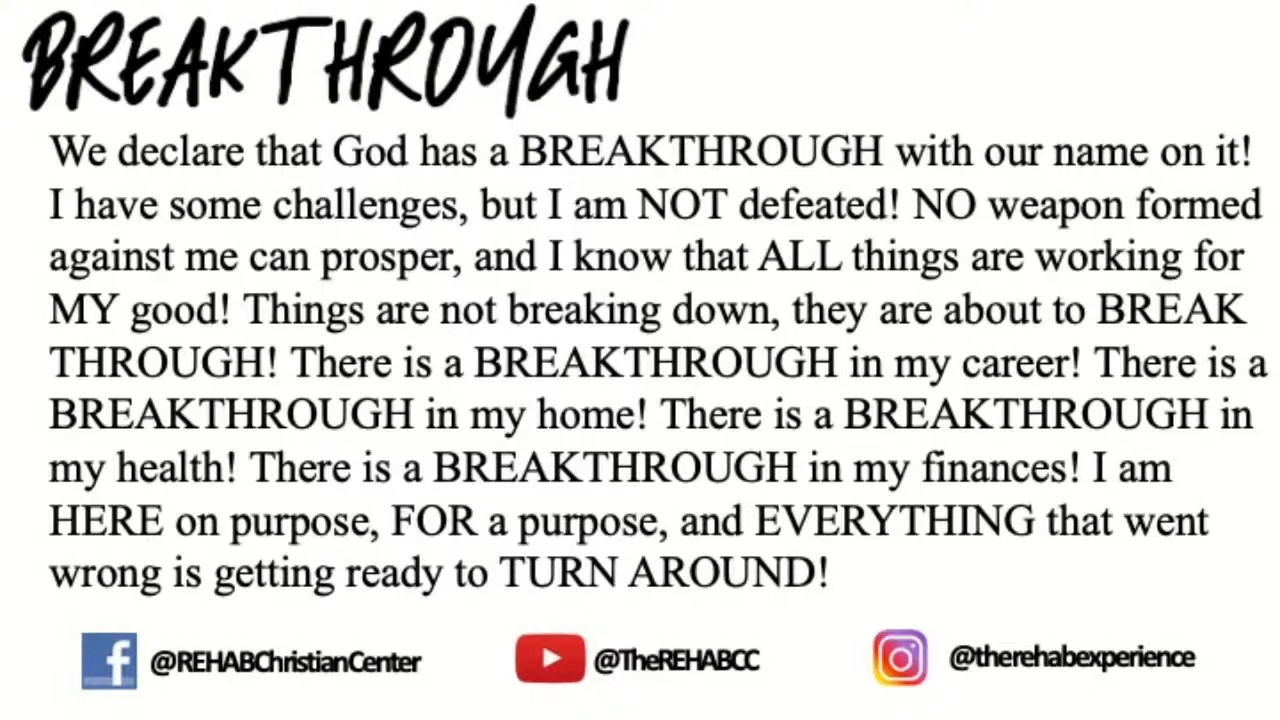 BREAKTHROUGH
We declare that God has a BREAKTHROUGH with our name on it!
I have some challenges, but I am NOT defeated! NO weapon formed
against me can prosper, and I know that ALL things are working for
MY good! Things are not breaking down, they are about to BREAK
THROUGH! There is a BREAKTHROUGH in my career! There is a
BREAKTHROUGH in my home! There is a BREAKTHROUGH in
my health! There is a BREAKTHROUGH in my finances! I am
HERE on purpose, FOR a purpose, and EVERYTHING that went
wrong is getting ready to TURN AROUND!
f @REHABChristianCenter @TheREHABCC @therehabexperience